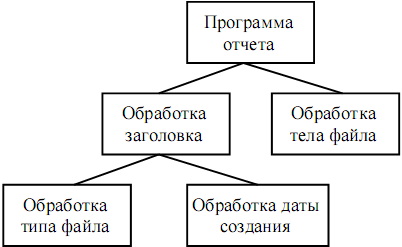 Программа
отчета
Обработка
заголовка
Обработка
тела файла
Обработка
типа файла
Обработка даты
создания